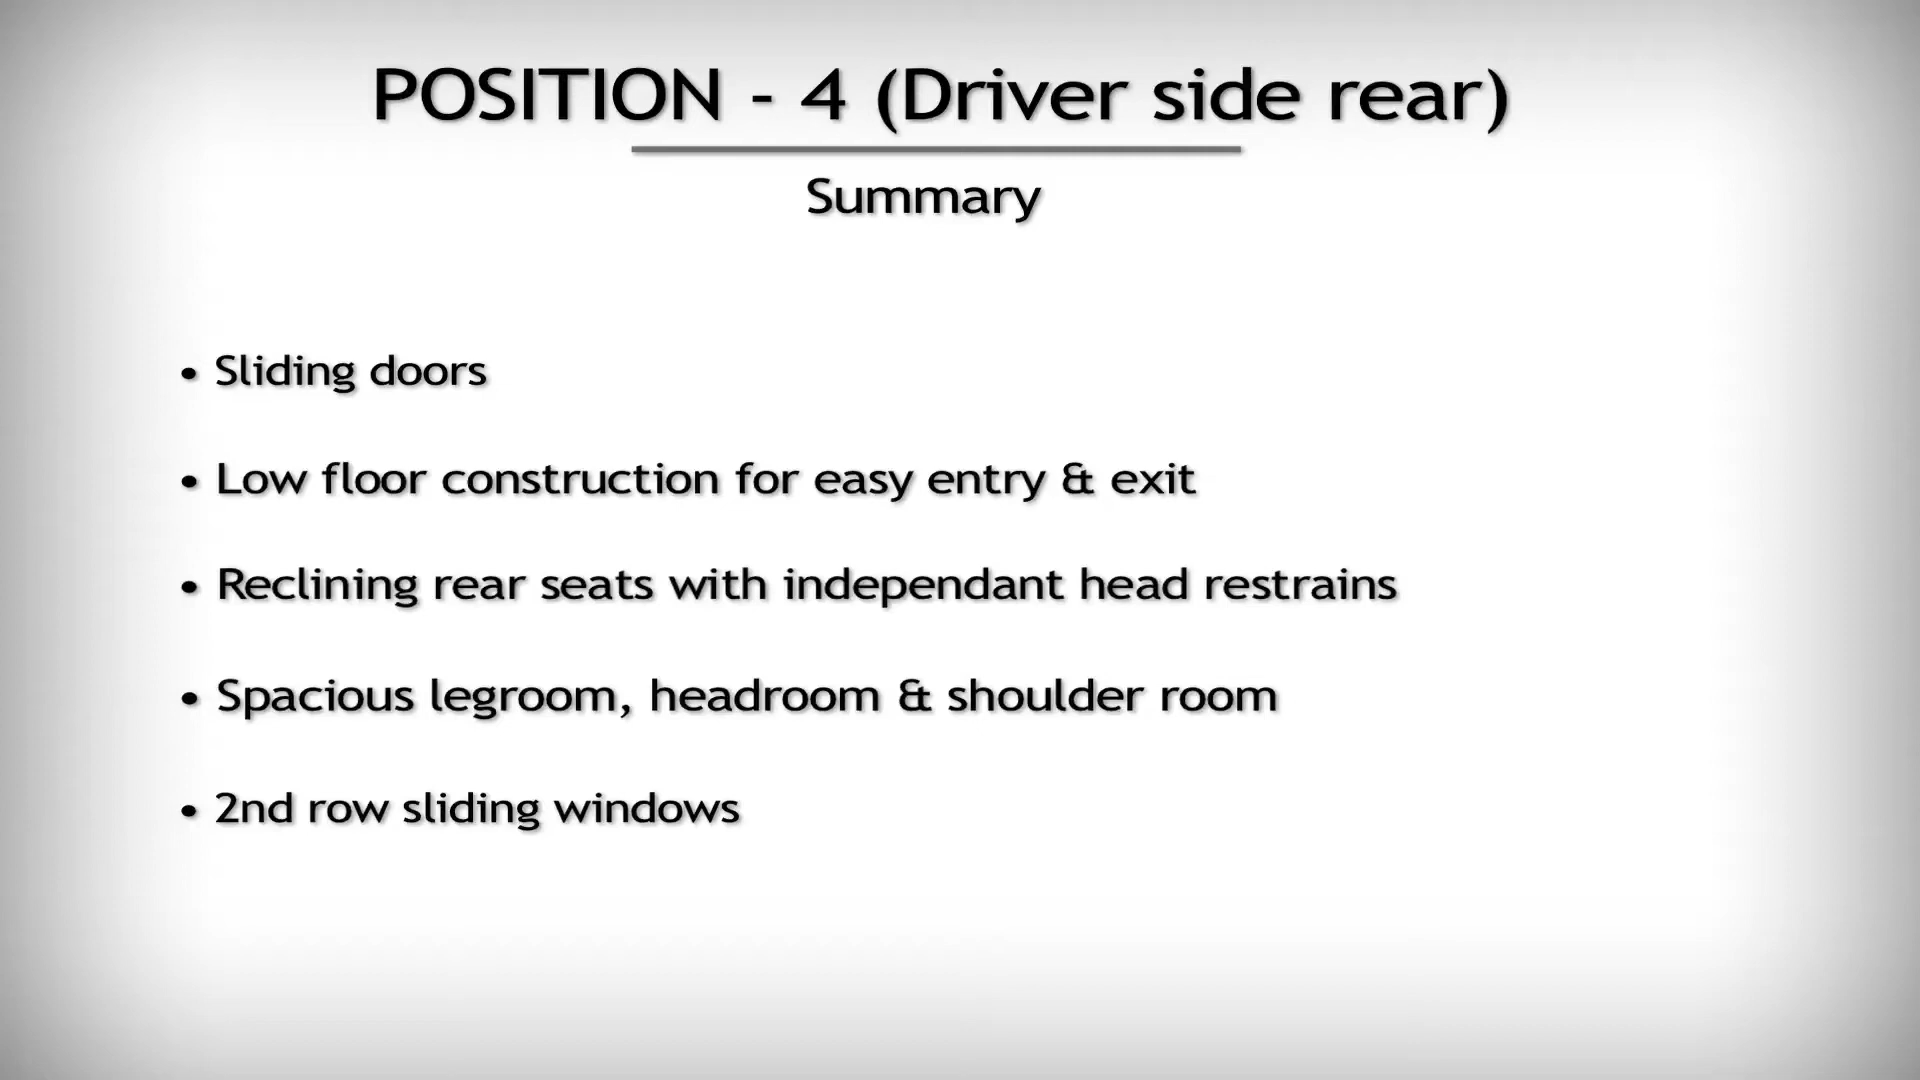 POSITION - 4 (Driver side rear)
Summary
• Sliding doors
• Low floor construction for easy entry & exit
• Reclining rear seats with independant head restrains
• Spacious legroom, headroom & shoulder room
• 2nd row sliding windows